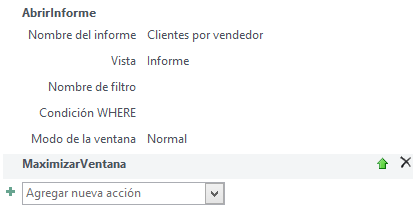 AbrirInforme
Nombre del informe Clientes por vendedor
Vista Informe
Nombre de filtro
Condición WHERE
Modo de la ventana Normal
MaximizarVentana
Agregar nueva acción